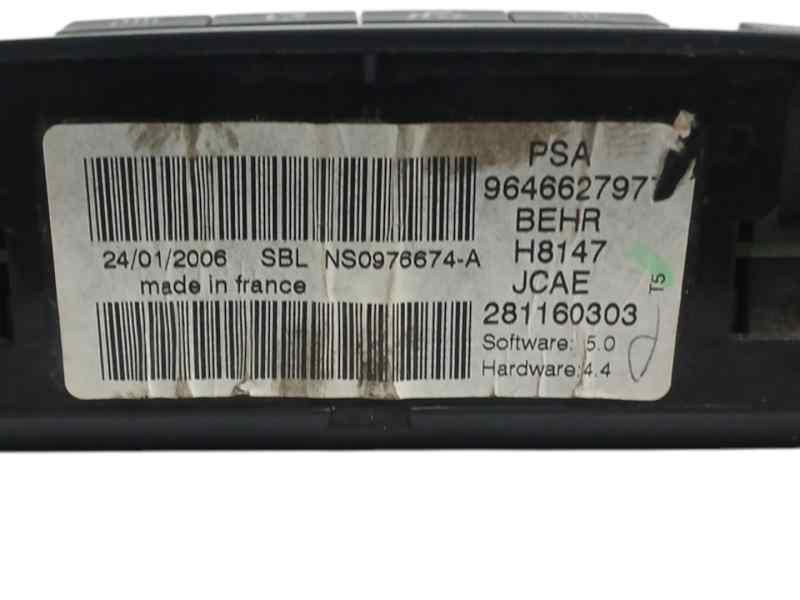 PSA
9646627977
BEHR
H8147
JCAE
281160303
Software: 5.0
Hardware:4.4
T5
24/01/2006 SBL NS0976674-A
made in france